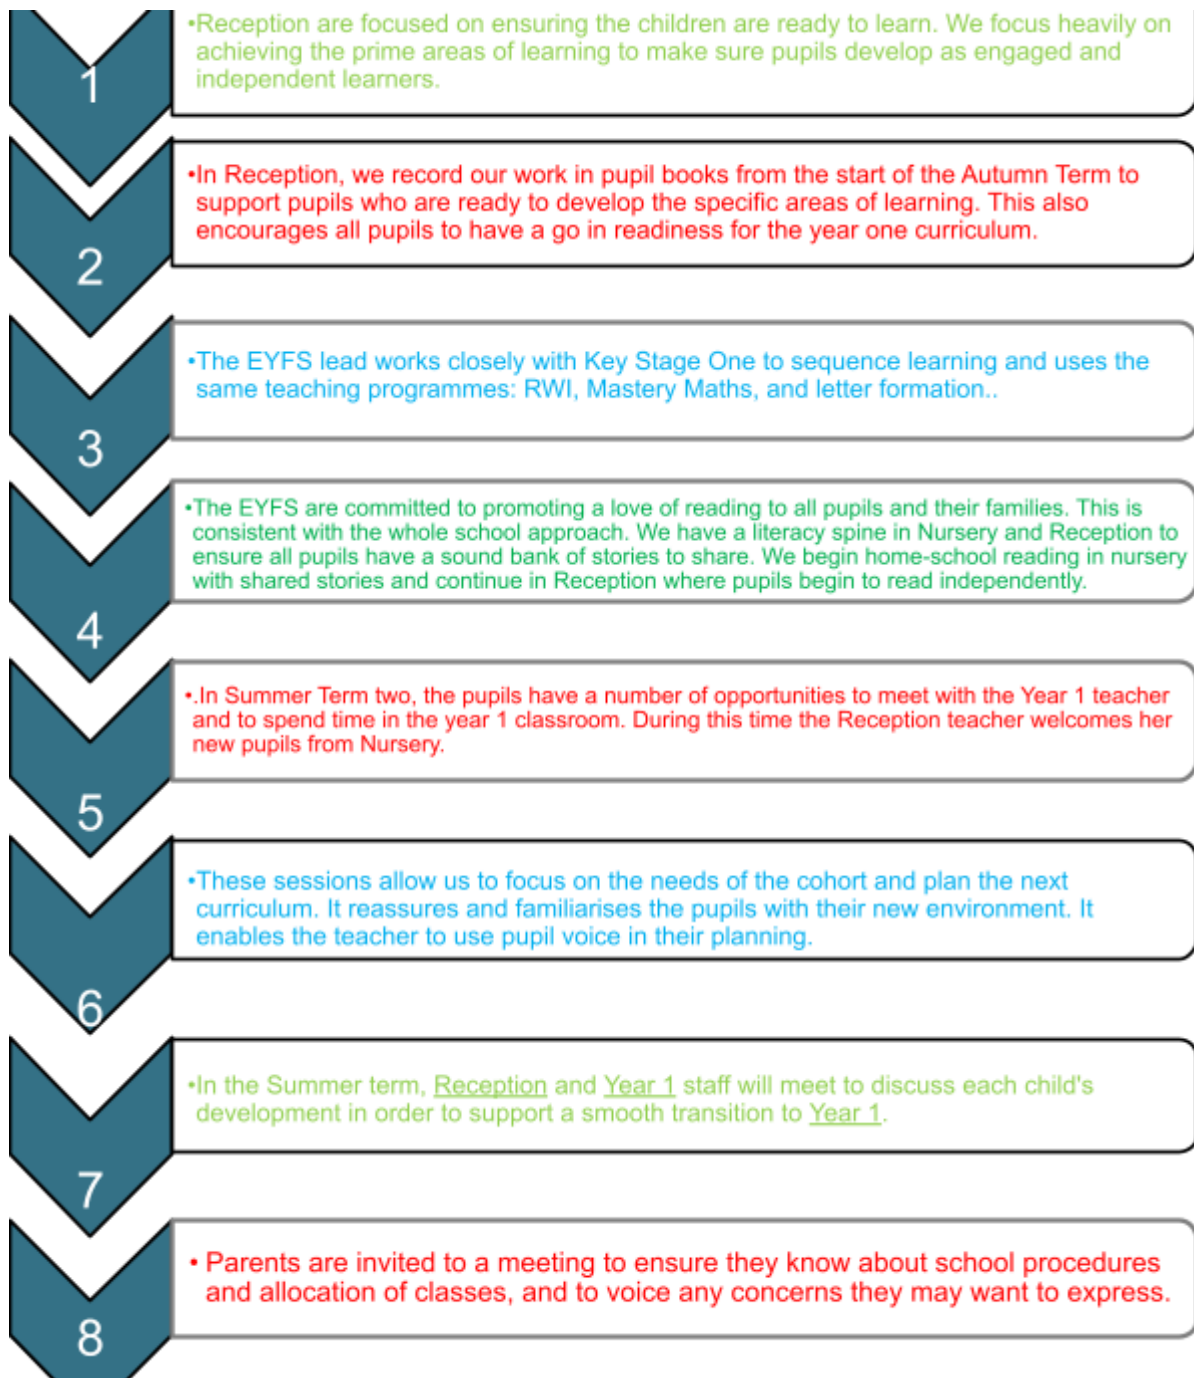 •Reception are focused on ensuring the children are ready to learn. We focus heavily on
achieving the prime areas of learning to make sure pupils develop as engaged and
independent learners.
1
•In Reception, we record our work in pupil books from the start of the Autumn Term to
support pupils who are ready to develop the specific areas of learning. This also
encourages all pupils to have a go in readiness for the year one curriculum.
2
•The EYFS lead works closely with Key Stage One to sequence learning and uses the
same teaching programmes: RWI, Mastery Maths, and letter formation..
3
•The EYFS are committed to promoting a love of reading to all pupils and their families. This is
consistent with the whole school approach. We have a literacy spine in Nursery and Reception to
ensure all pupils have a sound bank of stories to share. We begin home-school reading in nursery
with shared stories and continue in Reception where pupils begin to read independently.
4
•.In Summer Term two, the pupils have a number of opportunities to meet with the Year 1 teacher
and to spend time in the year 1 classroom. During this time the Reception teacher welcomes her
new pupils from Nursery.
5
•These sessions allow us to focus on the needs of the cohort and plan the next
curriculum. It reassures and familiarises the pupils with their new environment. It
enables the teacher to use pupil voice in their planning.
6
•In the Summer term, Reception and Year 1 staff will meet to discuss each child's
development in order to support a smooth transition to Year 1.
7
• Parents are invited to a meeting to ensure they know about school procedures
and allocation of classes, and to voice any concerns they may want to express.
8